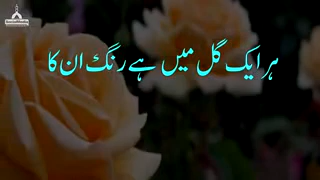 ہر ایک گل میں ہے رنگ ان کا